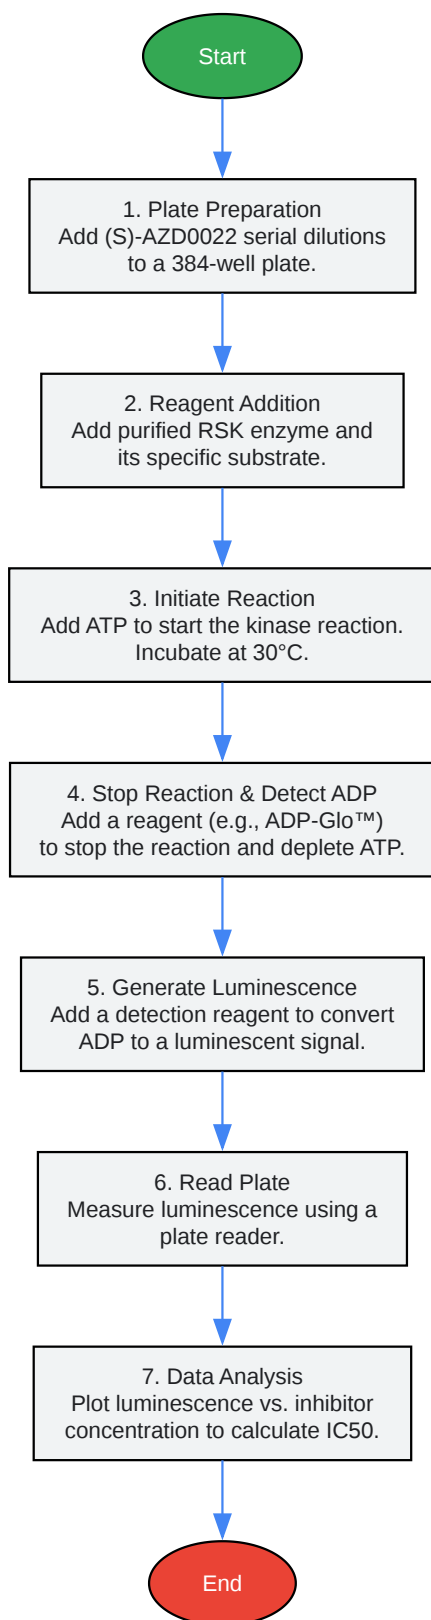 Start
1. Plate Preparation
Add (S)-AZD0022 serial dilutions
to a 384-well plate.
2. Reagent Addition
Add purified RSK enzyme and
its specific substrate.
3. Initiate Reaction
Add ATP to start the kinase reaction.
Incubate at 30°C.
4. Stop Reaction & Detect ADP
Add a reagent (e.g., ADP-Glo™)
to stop the reaction and deplete ATP.
5. Generate Luminescence
Add a detection reagent to convert
ADP to a luminescent signal.
6. Read Plate
Measure luminescence using a
plate reader.
7. Data Analysis
Plot luminescence vs. inhibitor
concentration to calculate IC50.
End